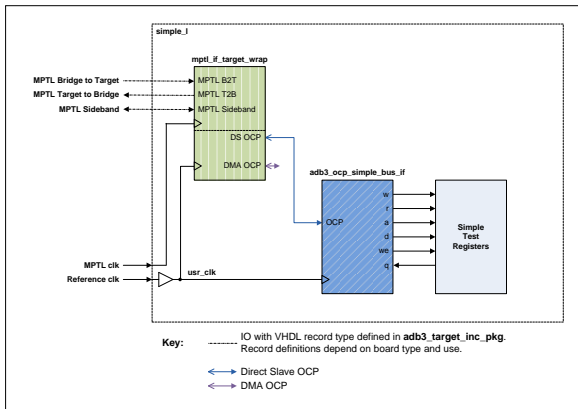 simple_l
mptl_if_target_wrap
MPTL Bridge to Target
MPTL B2T
MPTL Target to Bridge
MPTL T2B
MPTL Sideband
MPTL Sideband
DS OCP
DMA OCP
adb3_ocp_simple_bus_if
w
r
OCP
a
d
we
q
Simple
Test
Registers
MPTL clk
Reference clk
usr_clk
Key:
IO with VHDL record type defined in adb3_target_inc_pkg.
Record definitions depend on board type and use.
Direct Slave OCP
DMA OCP